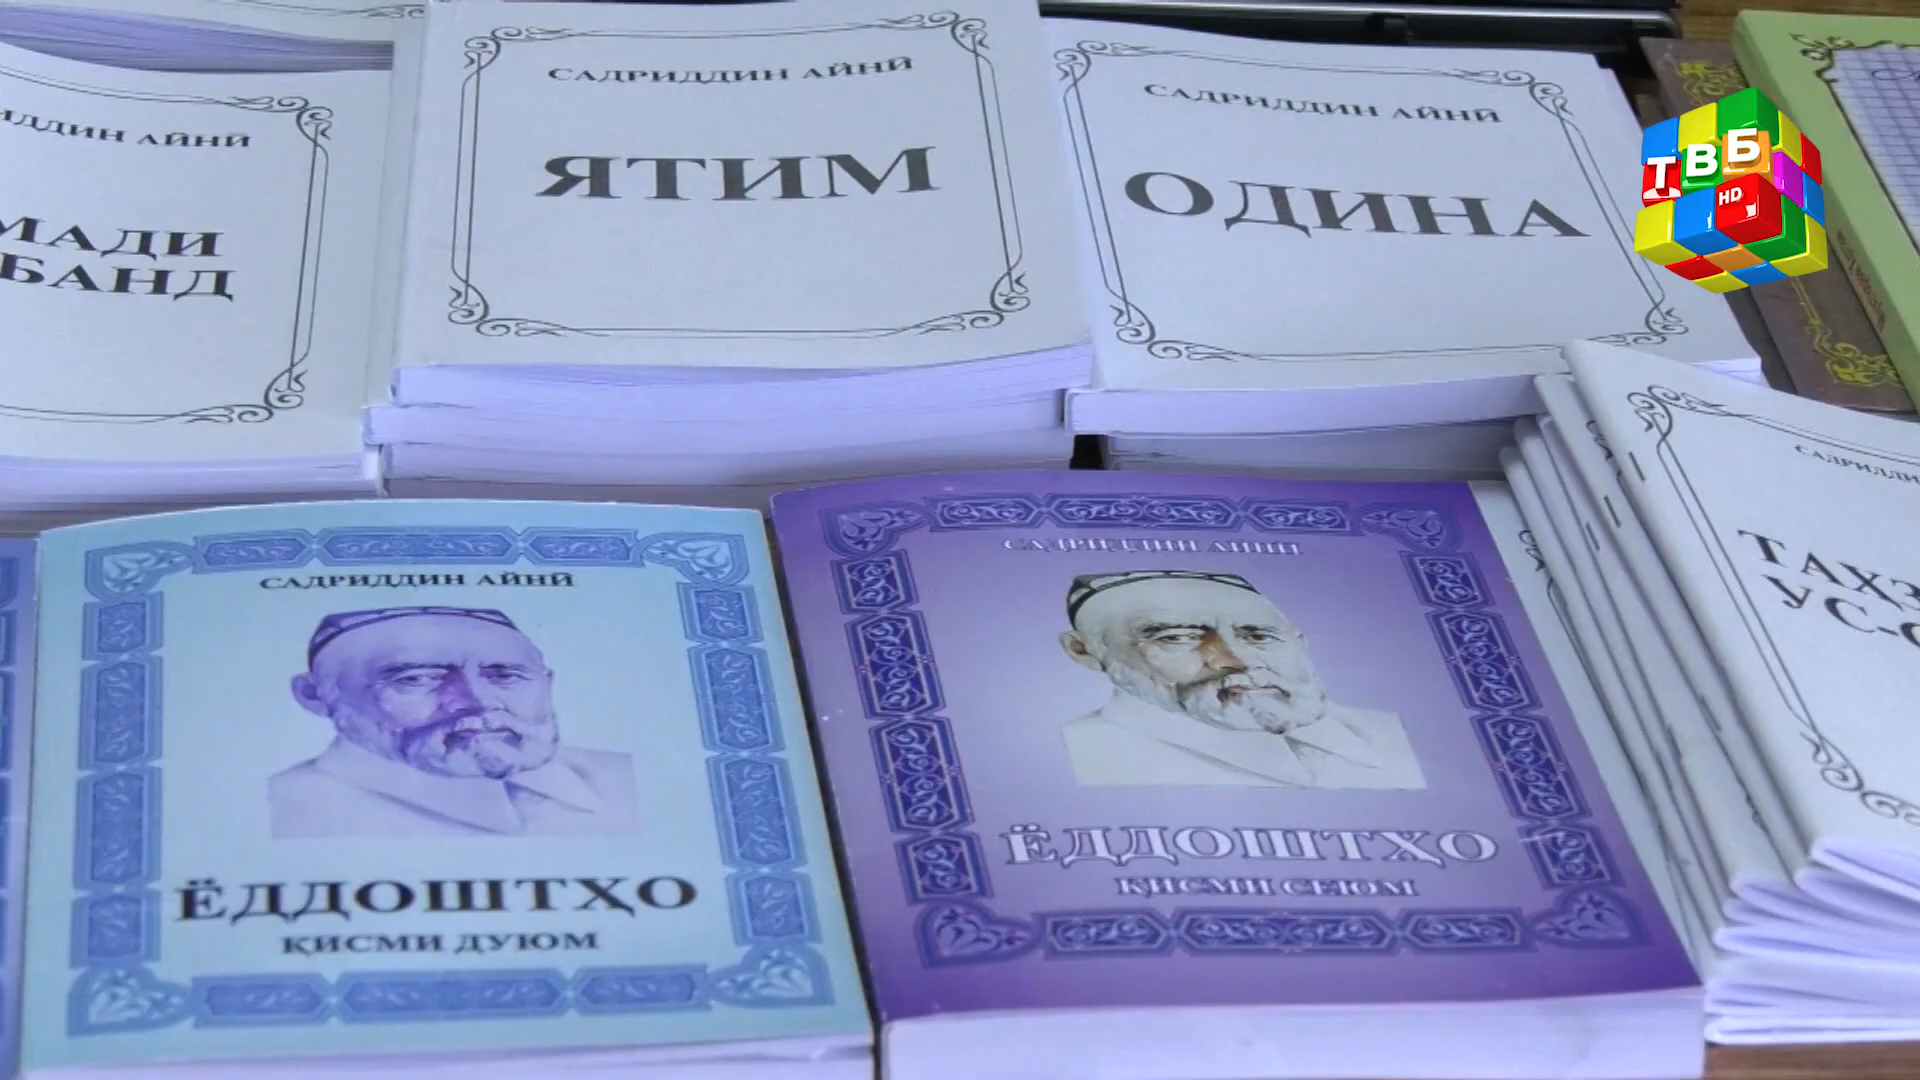 АЙНӢ
МАДИ
БАНД
САДРИДДИН АЙНӢ
ЯТИМ
САДРИДДИН АЙНӢ
ОДИНА
ТВБ
HD
САДРИДДИН АЙНӢ
ЁДДОШТҲО
ҚИСМИ ДУЮМ
САДРИДДИН АЙНӢ
ЁДДОШТҲО
ҚИСМИ СЕЮМ